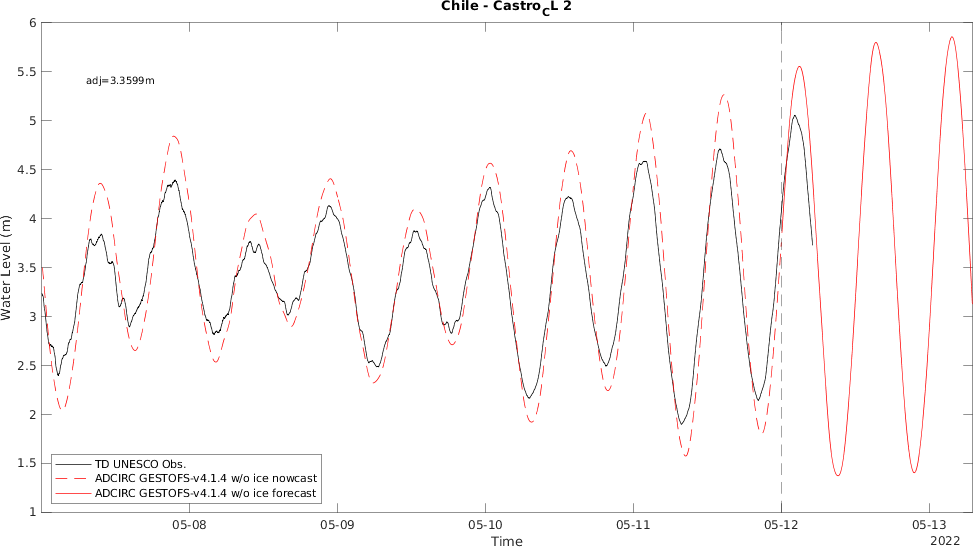 Chile - Castro_CL 2
6
5.5
5
4.5
4
3.5
3
2.5
2
1.5
1
Water Level (m)
adj=3.3599m
TD UNESCO Obs.
ADCIRC GESTOFS-v4.1.4 w/o ice nowcast
ADCIRC GESTOFS-v4.1.4 w/o ice forecast
05-08 05-09 05-10 05-11 05-12 05-13
Time 2022